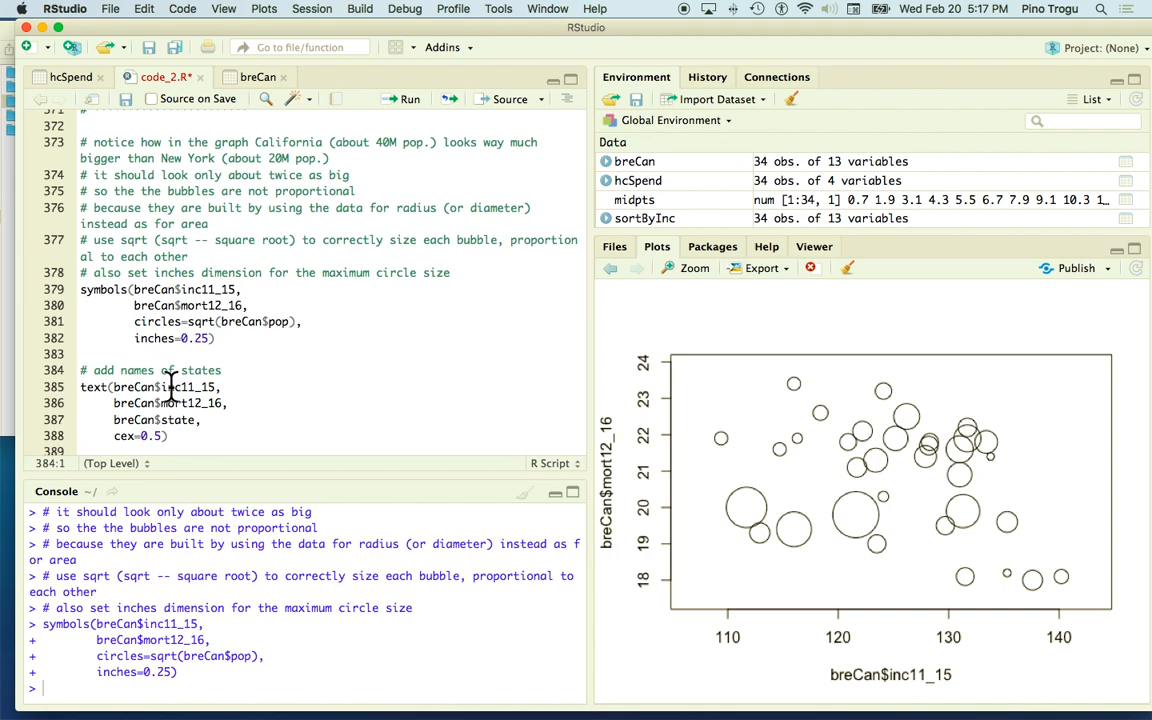 RStudio File Edit Code View Plots Session Build Debug Profile Tools Window Help Wed Feb 20 5:17 PM Pino Trogu
RStudio
Go to file/function Addins Project: (None)
hcSpend code_2.R* breCan
Source on Save Run Source
371 #
372
373 # notice how in the graph California (about 40M pop.) looks way much
bigger than New York (about 20M pop.)
374 # it should look only about twice as big
375 # so the the bubbles are not proportional
376 # because they are built by using the data for radius (or diameter)
instead as for area
377 # use sqrt (sqrt -- square root) to correctly size each bubble, proportion
al to each other
378 # also set inches dimension for the maximum circle size
379 symbols(breCan$inc11_15,
380 breCan$mort12_16,
381 circles=sqrt(breCan$pop),
382 inches=0.25)
383
384 # add names of states
385 text(breCan$inc11_15,
386 breCan$mort12_16,
387 breCan$state,
388 cex=0.5)
389
384:1 (Top Level) R Script
Console ~/
> # it should look only about twice as big
> # so the the bubbles are not proportional
> # because they are built by using the data for radius (or diameter) instead as f
or area
> # use sqrt (sqrt -- square root) to correctly size each bubble, proportional to
each other
> # also set inches dimension for the maximum circle size
> symbols(breCan$inc11_15,
+ breCan$mort12_16,
+ circles=sqrt(breCan$pop),
+ inches=0.25)
>
Environment History Connections
Import Dataset List
Global Environment
Data
breCan 34 obs. of 13 variables
hcSpend 34 obs. of 4 variables
midpts num [1:34, 1] 0.7 1.9 3.1 4.3 5.5 6.7 7.9 9.1 10.3 1…
sortByInc 34 obs. of 13 variables
Files Plots Packages Help Viewer
Zoom Export Publish
breCan$mort12_16
24
23
22
21
20
19
18
110 120 130 140
breCan$inc11_15